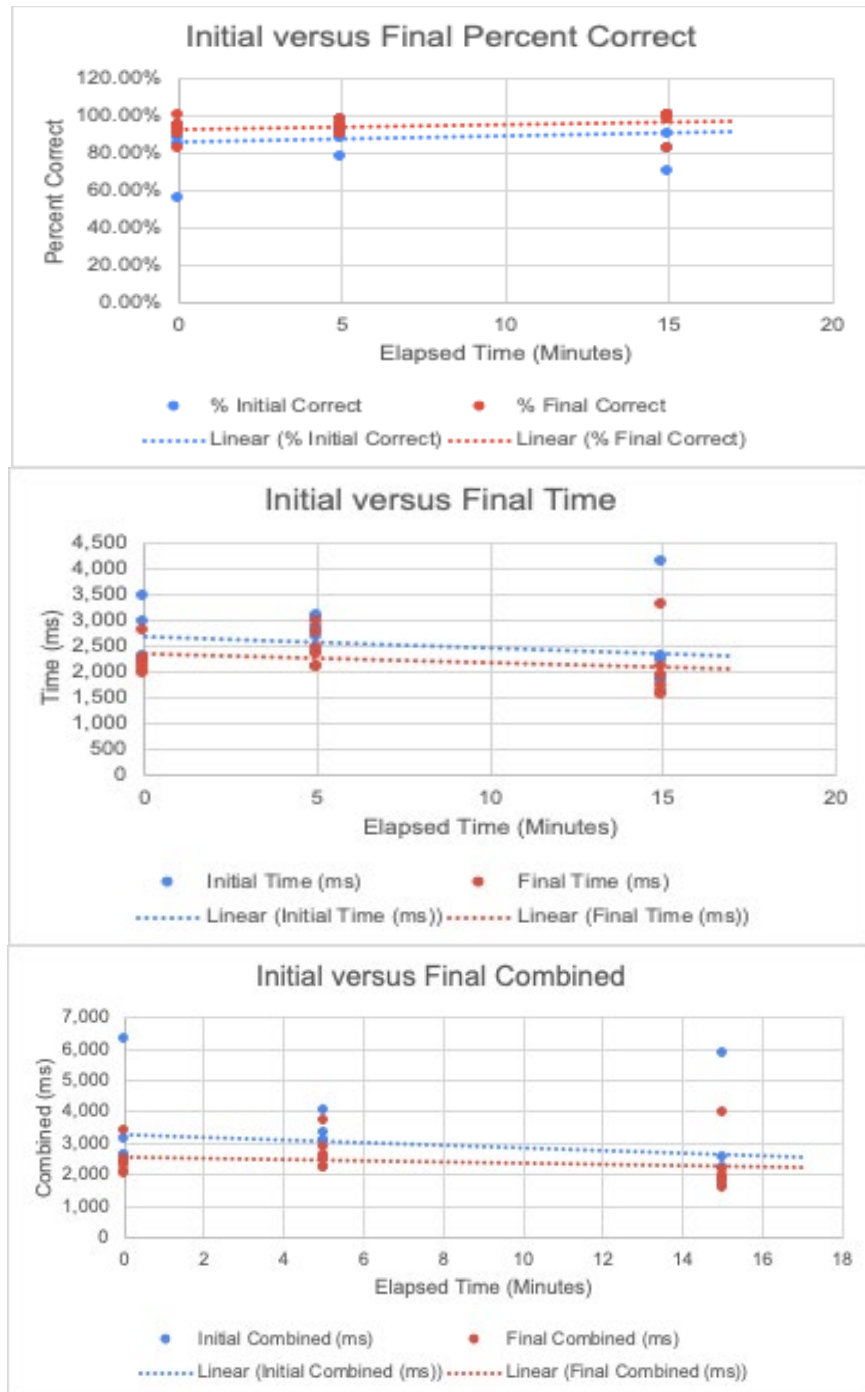 Initial versus Final Percent Correct
120.00%
100.00%
80.00%
60.00%
40.00%
20.00%
0.00%
Percent Correct
0 5 10 15 20
Elapsed Time (Minutes)
% Initial Correct % Final Correct
Linear (% Initial Correct) Linear (% Final Correct)
Initial versus Final Time
4,500
4,000
3,500
3,000
2,500
2,000
1,500
1,000
500
0
Time (ms)
0 5 10 15 20
Elapsed Time (Minutes)
Initial Time (ms) Final Time (ms)
Linear (Initial Time (ms)) Linear (Final Time (ms))
Initial versus Final Combined
7,000
6,000
5,000
4,000
3,000
2,000
1,000
0
Combined (ms)
0 2 4 6 8 10 12 14 16 18
Elapsed Time (Minutes)
Initial Combined (ms) Final Combined (ms)
Linear (Initial Combined (ms)) Linear (Final Combined (ms))